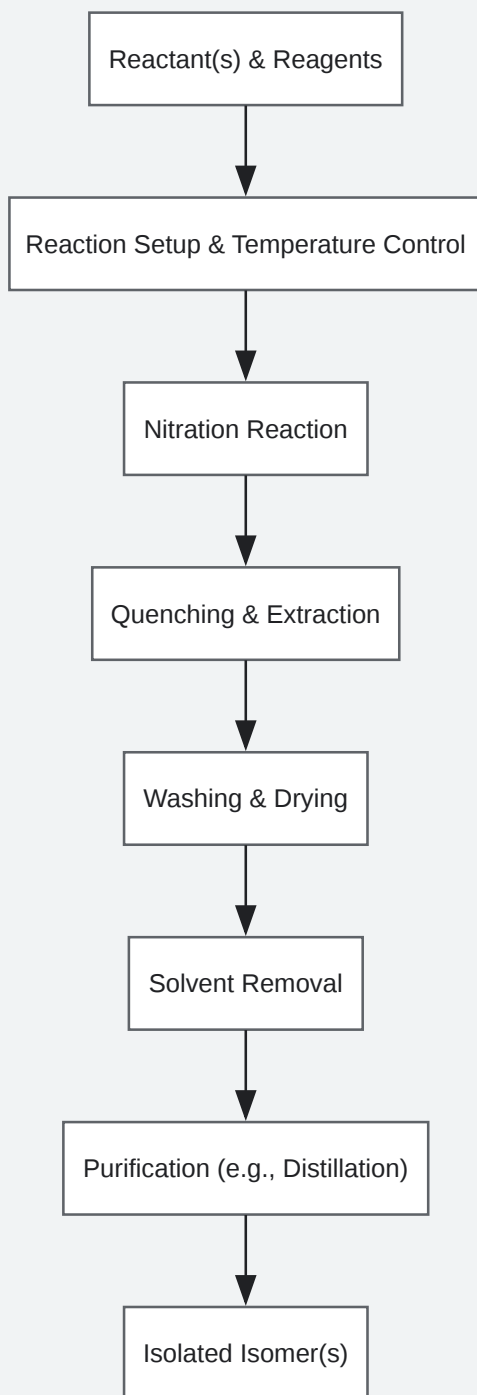 Reactant(s) & Reagents
Reaction Setup & Temperature Control
Nitration Reaction
Quenching & Extraction
Washing & Drying
Solvent Removal
Purification (e.g., Distillation)
Isolated Isomer(s)